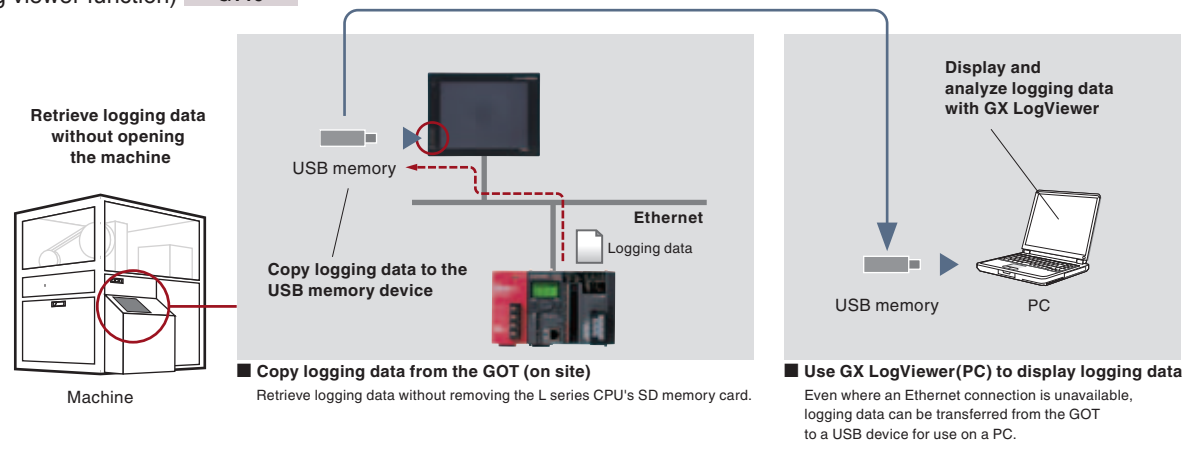 viewer function)
Retrieve logging data
without opening
the machine
Machine
USB memory
Ethernet
Logging data
Copy logging data to the
USB memory device
■ Copy logging data from the GOT (on site)
Retrieve logging data without removing the L series CPU's SD memory card.
Display and
analyze logging data
with GX LogViewer
USB memory
PC
■ Use GX LogViewer(PC) to display logging data
Even where an Ethernet connection is unavailable,
logging data can be transferred from the GOT
to a USB device for use on a PC.